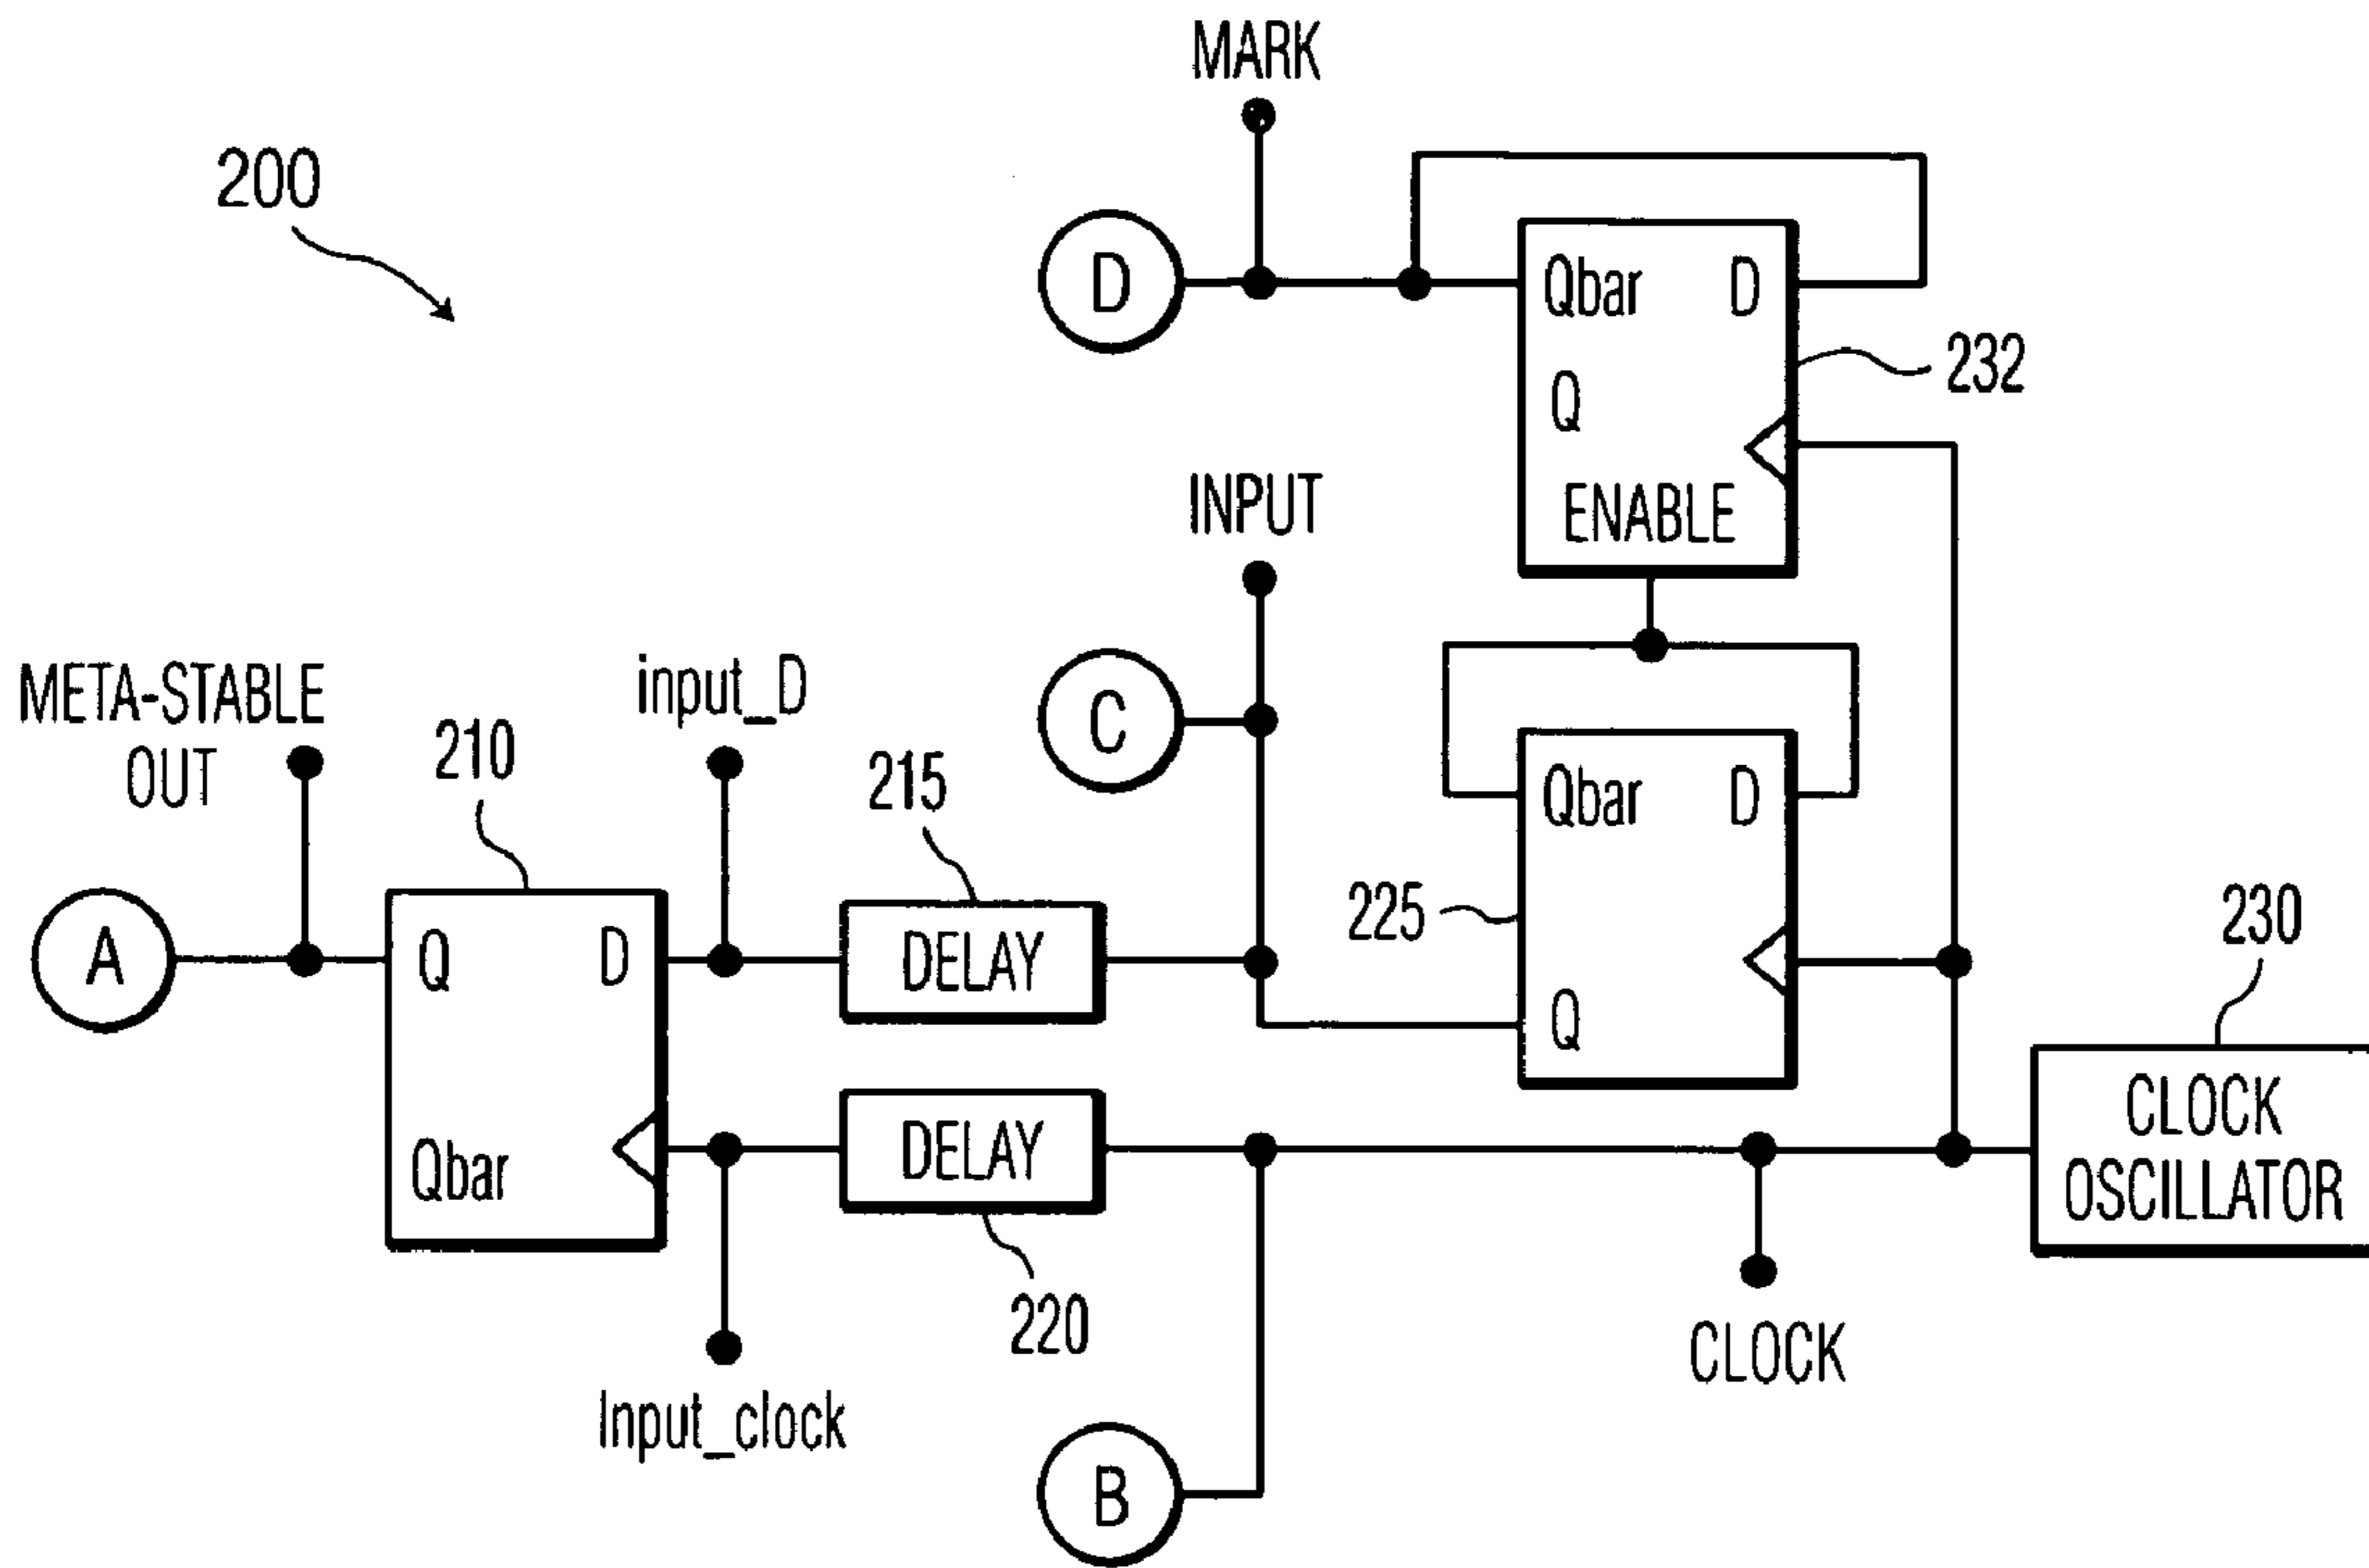 MARK
200
D
Qbar D
232
Q
INPUT
ENABLE
META-STABLE
OUT
210
input_D
C
215
Qbar D
225
230
A
Q D
DELAY
Q
CLOCK
OSCILLATOR
Qbar
DELAY
220
CLOCK
Input_clock
B